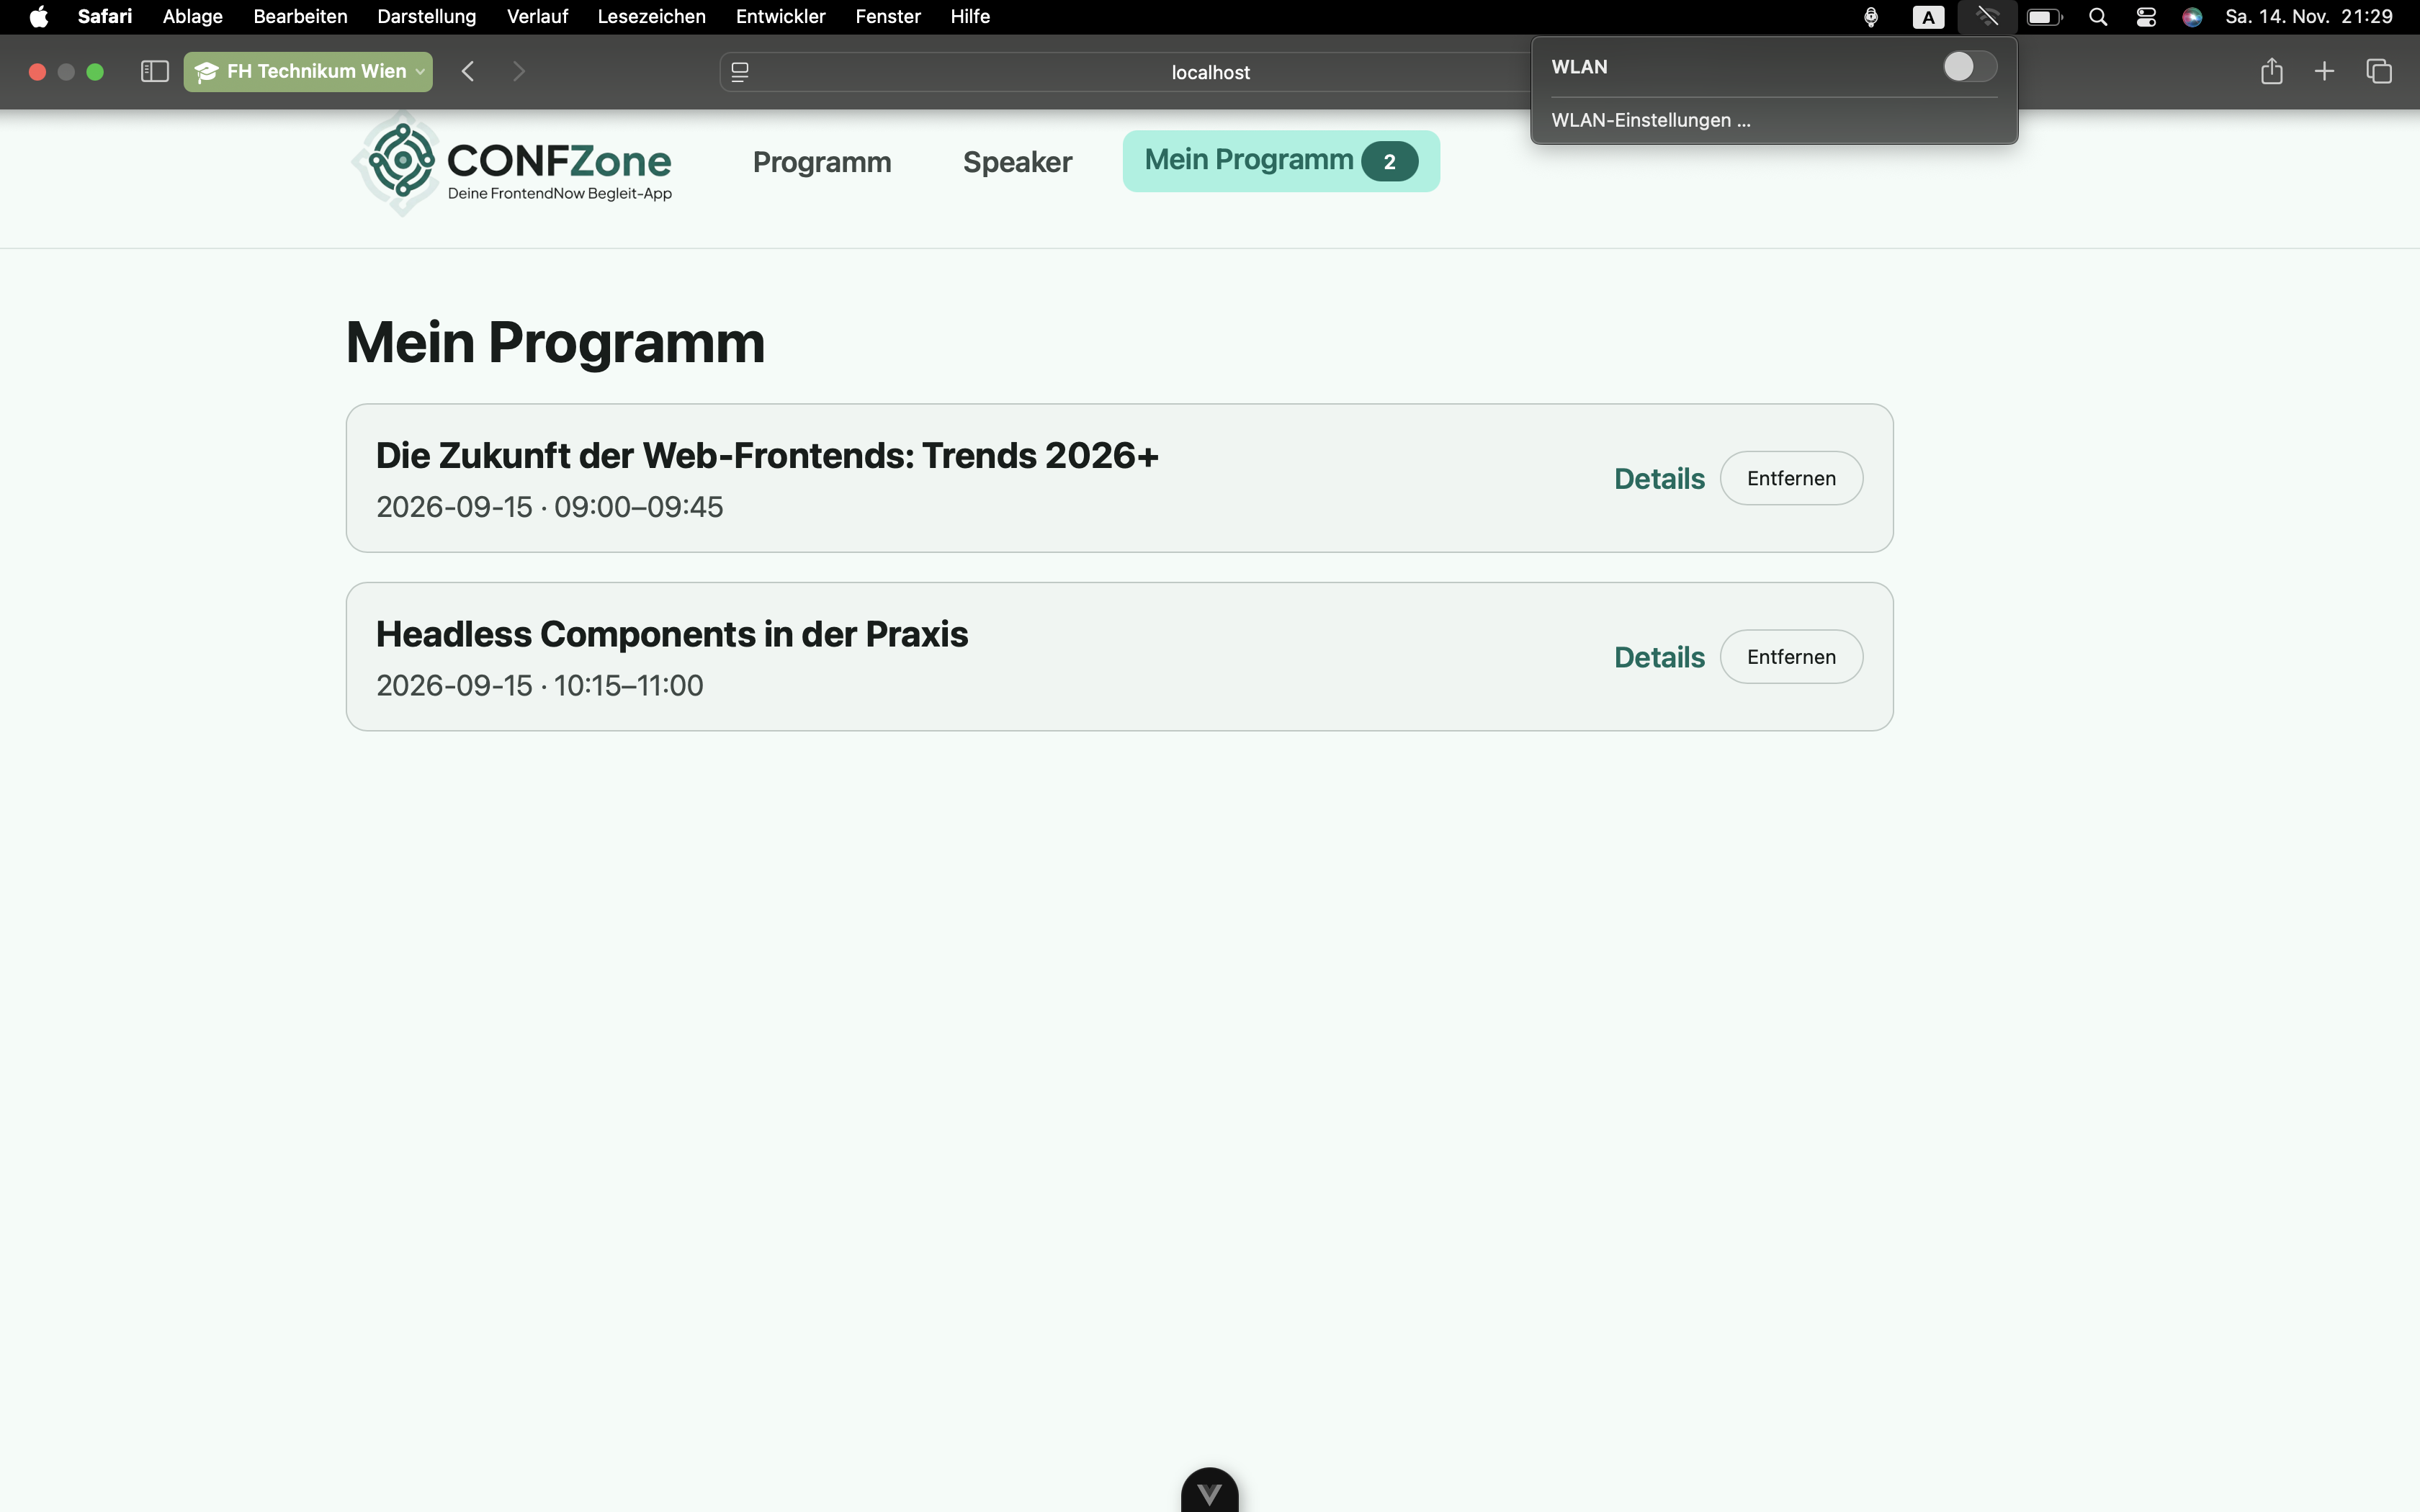 Safari Ablage Bearbeiten Darstellung Verlauf Lesezeichen Entwickler Fenster Hilfe A Sa. 14. Nov. 21:29
FH Technikum Wien localhost
WLAN
WLAN-Einstellungen ...
CONFZone
Deine FrontendNow Begleit-App
Programm Speaker Mein Programm 2
Mein Programm
Die Zukunft der Web-Frontends: Trends 2026+
2026-09-15 · 09:00–09:45
Details Entfernen
Headless Components in der Praxis
2026-09-15 · 10:15–11:00
Details Entfernen